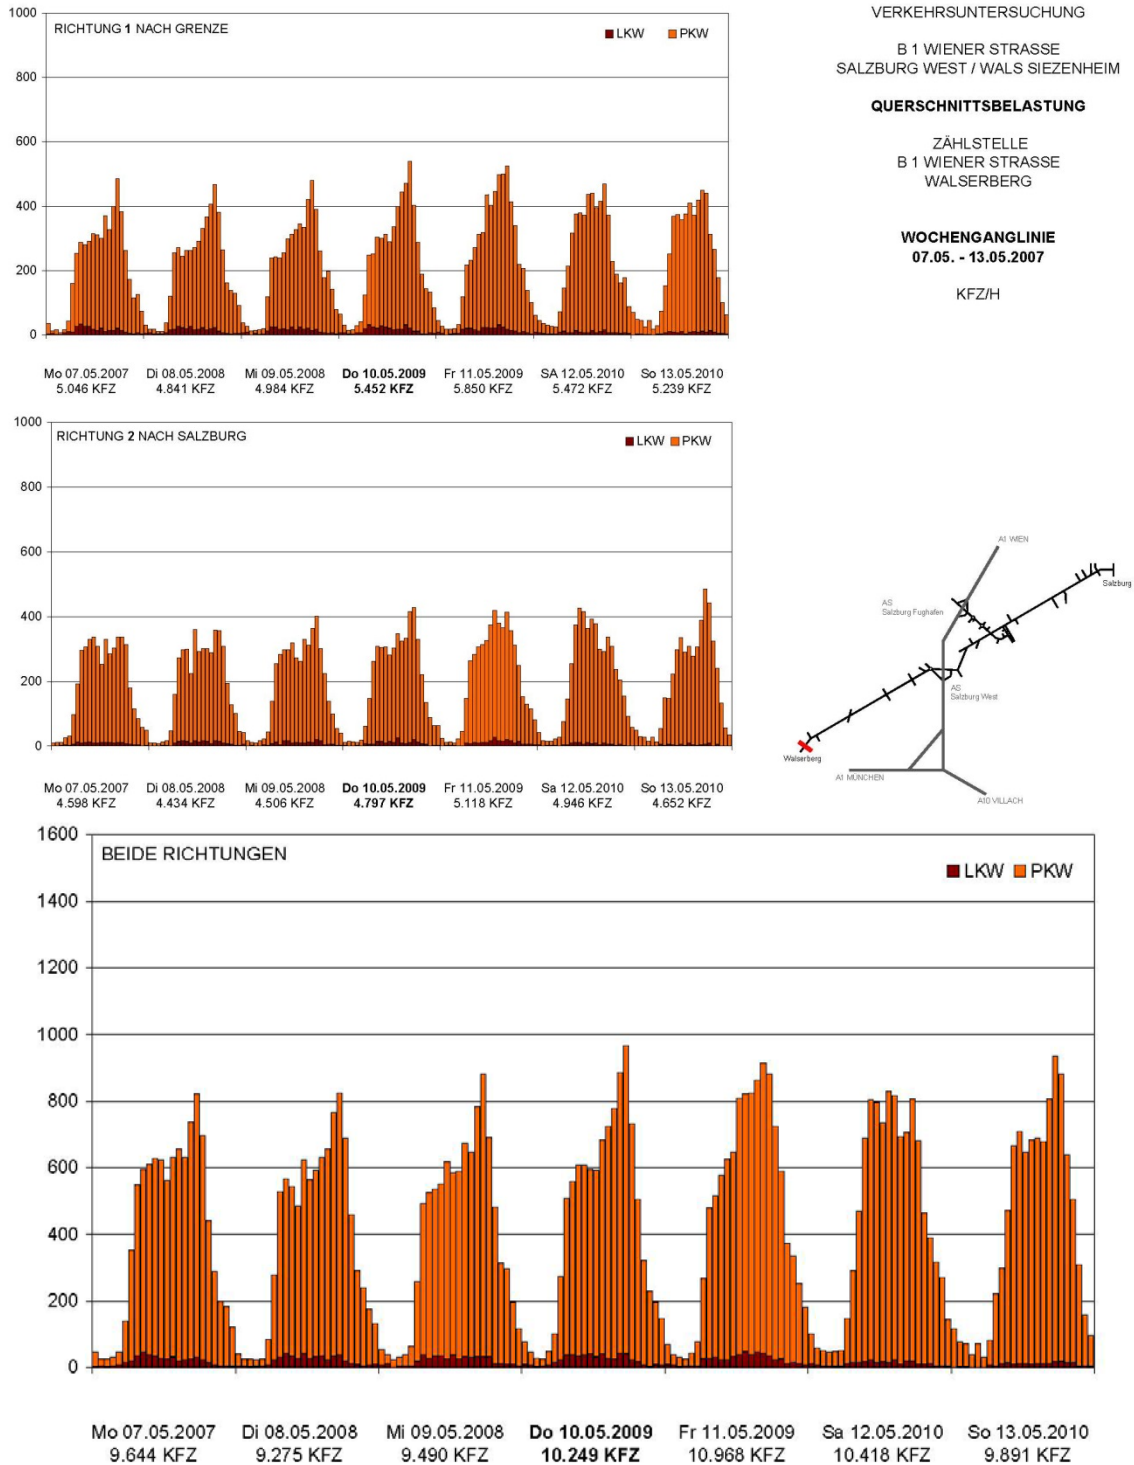 VERKEHRSUNTERSUCHUNG
B 1 WIENER STRASSE
SALZBURG WEST / WALS SIEZENHEIM
QUERSCHNITTSBELASTUNG
ZÄHLSTELLE
B 1 WIENER STRASSE
WALSERBERG
WOCHENGANGLINIE
07.05. - 13.05.2007
KFZ/H
RICHTUNG 1 NACH GRENZE
LKW PKW
1000
800
600
400
200
0
Mo 07.05.2007 Di 08.05.2008 Mi 09.05.2008 Do 10.05.2009 Fr 11.05.2009 SA 12.05.2010 So 13.05.2010
5.046 KFZ 4.841 KFZ 4.984 KFZ 5.452 KFZ 5.850 KFZ 5.472 KFZ 5.239 KFZ
RICHTUNG 2 NACH SALZBURG
LKW PKW
1000
800
600
400
200
0
Mo 07.05.2007 Di 08.05.2008 Mi 09.05.2008 Do 10.05.2009 Fr 11.05.2009 Sa 12.05.2010 So 13.05.2010
4.598 KFZ 4.434 KFZ 4.506 KFZ 4.797 KFZ 5.118 KFZ 4.946 KFZ 4.652 KFZ
A1 WIEN
Salzburg
AS
Salzburg Fughafen
AS
Salzburg West
Walserberg
A1 MÜNCHEN
A10 VILLACH
BEIDE RICHTUNGEN
LKW PKW
1600
1400
1200
1000
800
600
400
200
0
Mo 07.05.2007 Di 08.05.2008 Mi 09.05.2008 Do 10.05.2009 Fr 11.05.2009 Sa 12.05.2010 So 13.05.2010
9.644 KFZ 9.275 KFZ 9.490 KFZ 10.249 KFZ 10.968 KFZ 10.418 KFZ 9.891 KFZ